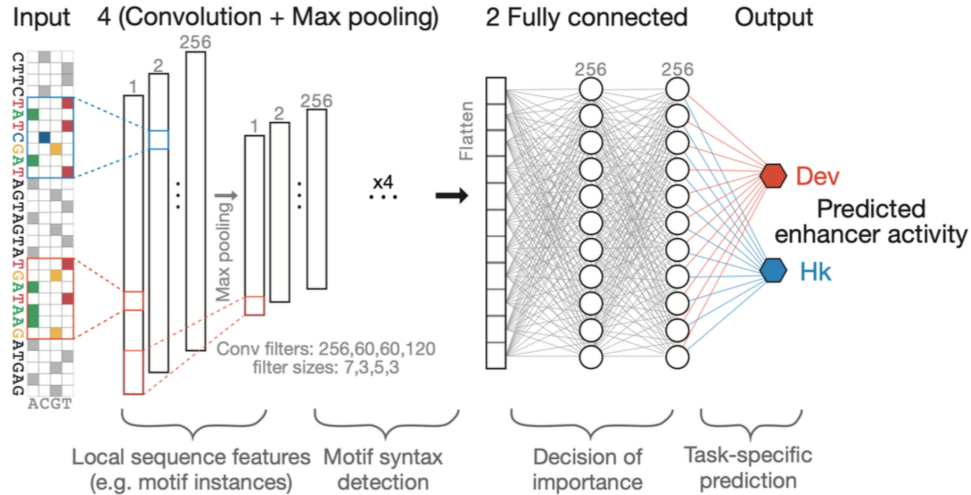 Input
4 (Convolution + Max pooling)
2 Fully connected
Output
CTTCTATCGATAGTAGTATGATAAGATGAG
ACGT
1
2
256
Max pooling
1
2
256
x4
...
Conv filters: 256,60,60,120
filter sizes: 7,3,5,3
Flatten
256
256
Dev
Predicted
enhancer activity
Hk
Local sequence features
(e.g. motif instances)
Motif syntax
detection
Decision of
importance
Task-specific
prediction